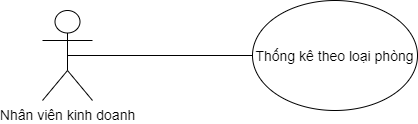 Thống kê theo loại phòng
Nhân viên kinh doanh